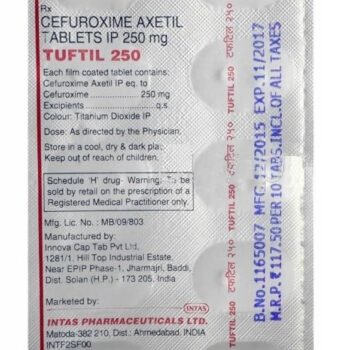 Rx
CEFUROXIME AXETIL
TABLETS IP 250 mg
TUFTIL 250
Each film coated tablet contains:
Cefuroxime Axetil IP eq. to
Cefuroxime.................... 250 mg
Excipients ........................q.s.
Colour: Titanium Dioxide IP
Dose: As directed by the Physician.
Store in a cool, dry & dark place
Keep out of reach of children.
Schedule 'H' drug- Warning: To be
sold by retail on the prescription of a
Registered Medical Practitioner only.
Mfg. Lic. No.: MB/09/803
Manufactured by:
Innova Cap Tab Pvt Ltd.
1281/1, Hill Top Industrial Estate,
Near EPIP Phase-1, Jharmajri, Baddi,
Dist. Solan (H.P.) - 173 205, India
Marketed by:
INTAS
INTAS PHARMACEUTICALS LTD.
Matoda-382 210, Dist.: Ahmedabad. INDIA
INTF2SF00
TUFTIL 250 टफटिल २५०
B.No.1165007 MFG.12/2015 EXP.11/2017
M.R.P. ₹117.50 PER 10 TABS.INCL.OF ALL TAXES